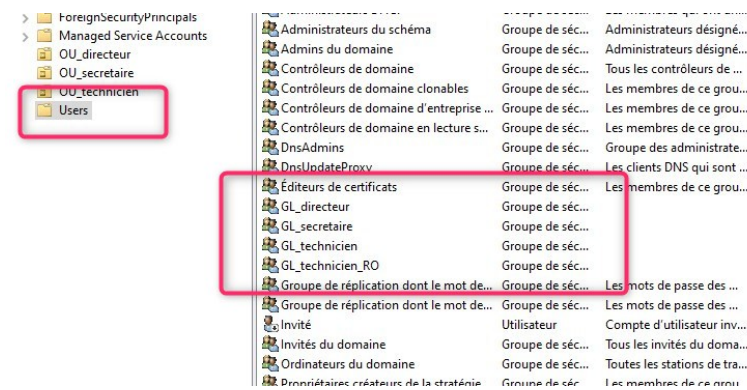 ForeignSecurityPrincipals
Managed Service Accounts
OU_directeur
OU_secretaire
OU_technicien
Users
Administrateurs du schéma Groupe de séc... Administrateurs désigné...
Admins du domaine Groupe de séc... Administrateurs désigné...
Contrôleurs de domaine Groupe de séc... Tous les contrôleurs de ...
Contrôleurs de domaine clonables Groupe de séc... Les membres de ce grou...
Contrôleurs de domaine d'entreprise ... Groupe de séc... Les membres de ce grou...
Contrôleurs de domaine en lecture s... Groupe de séc... Les membres de ce grou...
DnsAdmins Groupe de séc... Groupe des administrate...
DnsUpdateProxy Groupe de séc... Les clients DNS qui sont ...
Éditeurs de certificats Groupe de séc... Les membres de ce grou...
GL_directeur Groupe de séc...
GL_secretaire Groupe de séc...
GL_technicien Groupe de séc...
GL_technicien_RO Groupe de séc...
Groupe de réplication dont le mot de... Groupe de séc... Les mots de passe des ...
Groupe de réplication dont le mot de... Groupe de séc... Les mots de passe des ...
Invité Utilisateur Compte d'utilisateur inv...
Invités du domaine Groupe de séc... Tous les invités du doma...
Ordinateurs du domaine Groupe de séc... Toutes les stations de tra...
Propriétaires créateurs de la stratégie Groupe de séc... Les membres de ce grou...